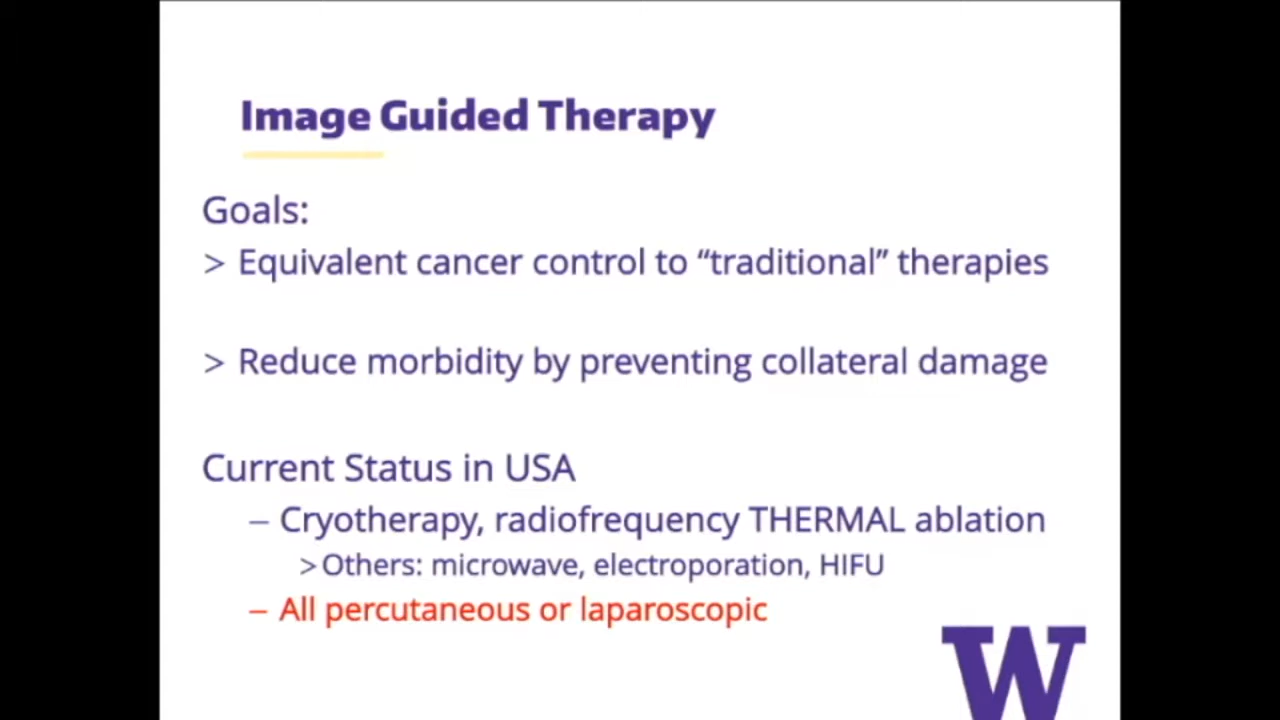 Image Guided Therapy
Goals:
> Equivalent cancer control to “traditional” therapies
> Reduce morbidity by preventing collateral damage
Current Status in USA
– Cryotherapy, radiofrequency THERMAL ablation
> Others: microwave, electroporation, HIFU
– All percutaneous or laparoscopic
W